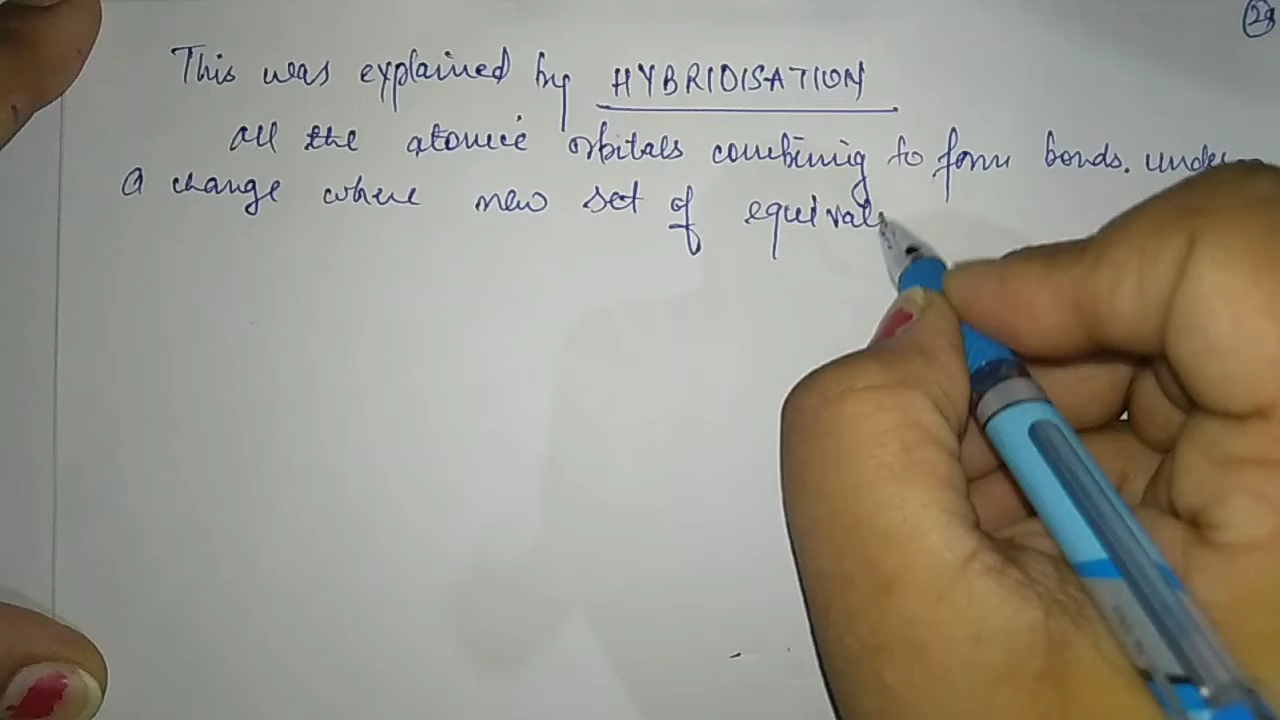 28
This was explained by HYBRIDISATION
all the atomic orbitals combining to form bonds. under
a change where new set of equival